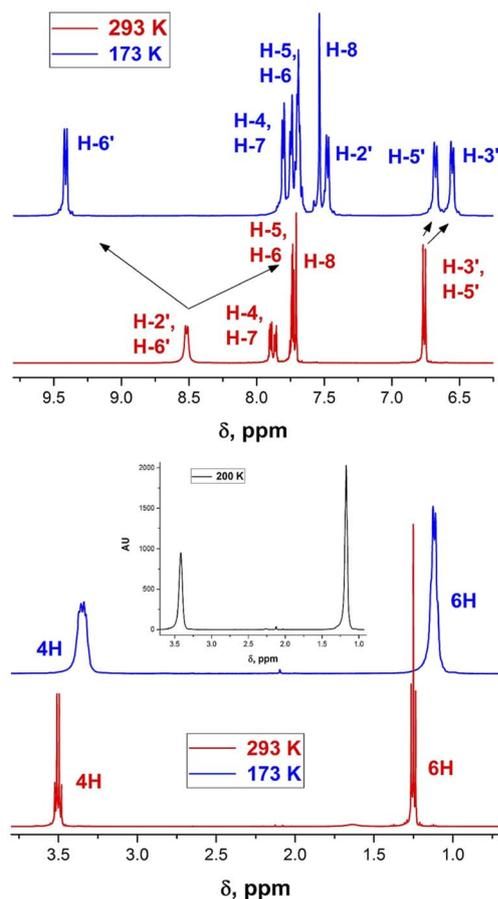 293 K
173 K
H-6'
H-4,
H-7
H-5,
H-6
H-8
H-2'
H-5'
H-3'
H-2',
H-6'
H-4,
H-7
H-5,
H-6
H-8
H-3',
H-5'
9.5 9.0 8.5 8.0 7.5 7.0 6.5
δ, ppm
2000
1500
1000
500
0
AU
200 K
3.5 3.0 2.5 2.0 1.5 1.0
δ, ppm
4H
6H
293 K
173 K
4H
6H
3.5 3.0 2.5 2.0 1.5 1.0
δ, ppm